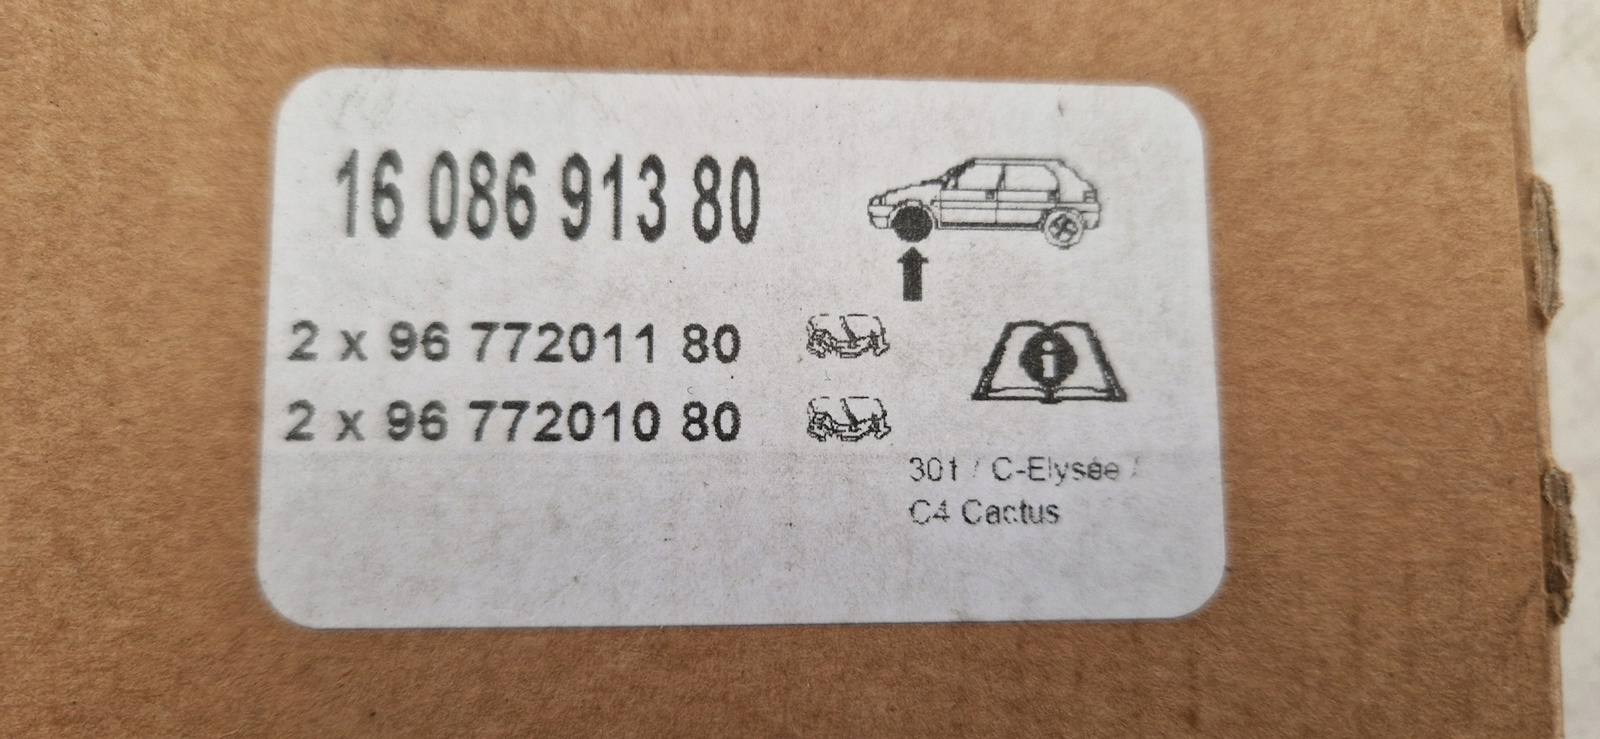 16 086 913 80
2 x 96 772011 80
2 x 96 772010 80
301 / C-Elysée /
C4 Cactus